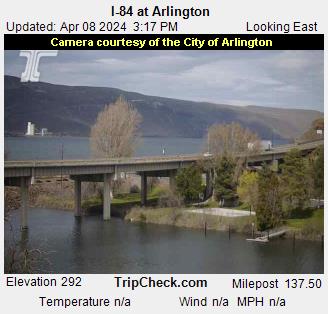 I-84 at Arlington
Updated: Apr 08 2024 3:17 PM Looking East
Camera courtesy of the City of Arlington
Elevation 292 TripCheck.com Milepost 137.50
Temperature n/a Wind n/a MPH n/a